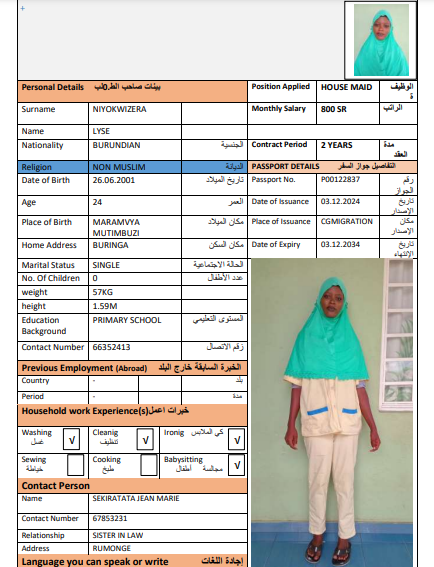 Personal Details بينات صاحب الطلب
Position Applied HOUSE MAID الوظيفة
Surname NIYOKWIZERA
Monthly Salary 800 SR الراتب
Name LYSE
Nationality BURUNDIAN الجنسية
Contract Period 2 YEARS مدة العقد
Religion NON MUSLIM الديانة
PASSPORT DETAILS التفاصيل جواز السفر
Date of Birth 26.06.2001 تاريخ الميلاد
Passport No. P00122837 رقم الجواز
Age 24 العمر
Date of Issuance 03.12.2024 تاريخ الإصدار
Place of Birth MARAMVYA MUTIMBUZI مكان الميلاد
Place of Issuance CGMIGRATION مكان الإصدار
Home Address BURINGA مكان السكن
Date of Expiry 03.12.2034 تاريخ الإنتهاء
Marital Status SINGLE الحالة الاجتماعية
No. Of Children 0 عدد الأطفال
weight 57KG
height 1.59M
Education Background PRIMARY SCHOOL المستوى التعليمي
Contact Number 66352413 رقم الاتصال
Previous Employment (Abroad) الخبرة السابقة خارج البلد
Country - بلد
Period - مدة
Household work Experience(s) خبرات اعمل
Washing غسل √ Cleanig تنظيف √ Ironig كي الملابس √
Sewing خياطة Cooking طبخ Babysitting مجالسة أطفال √
Contact Person
Name SEKIRATATA JEAN MARIE
Contact Number 67853231
Relationship SISTER IN LAW
Address RUMONGE
Language you can speak or write إجادة اللغات